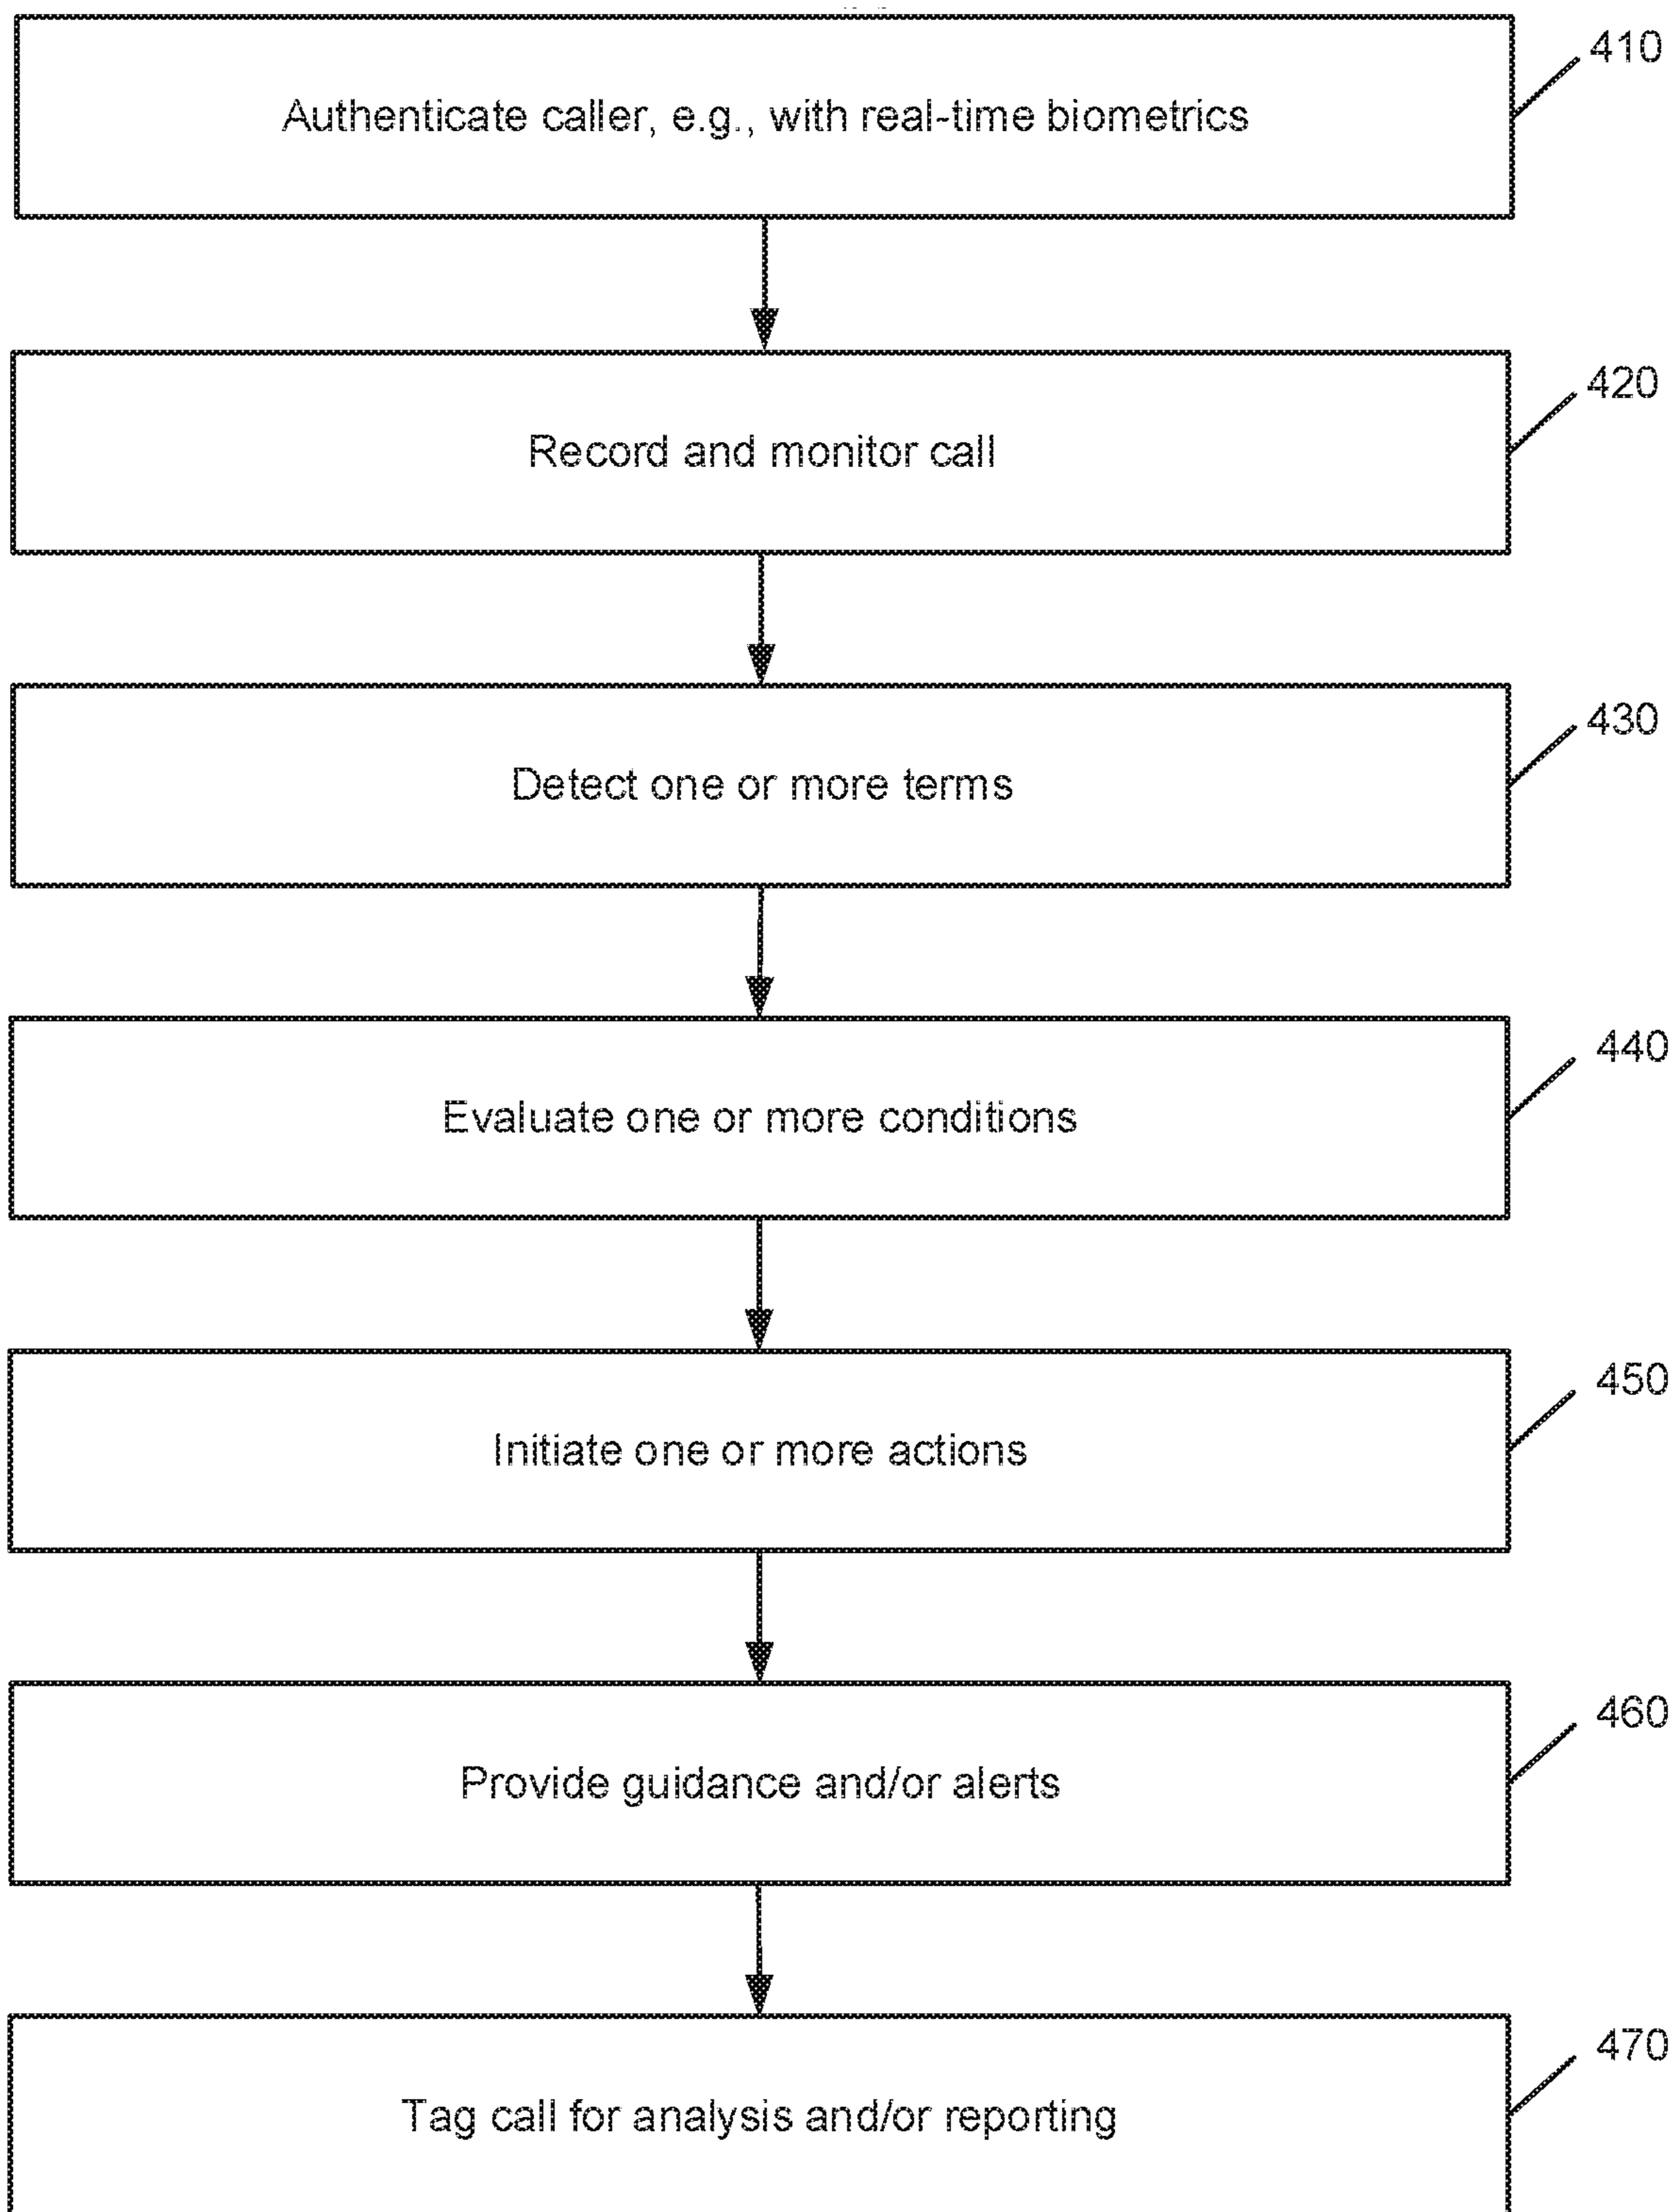 410
Authenticate caller, e.g., with real-time biometrics
420
Record and monitor call
430
Detect one or more terms
440
Evaluate one or more conditions
450
Initiate one or more actions
460
Provide guidance and/or alerts
470
Tag call for analysis and/or reporting